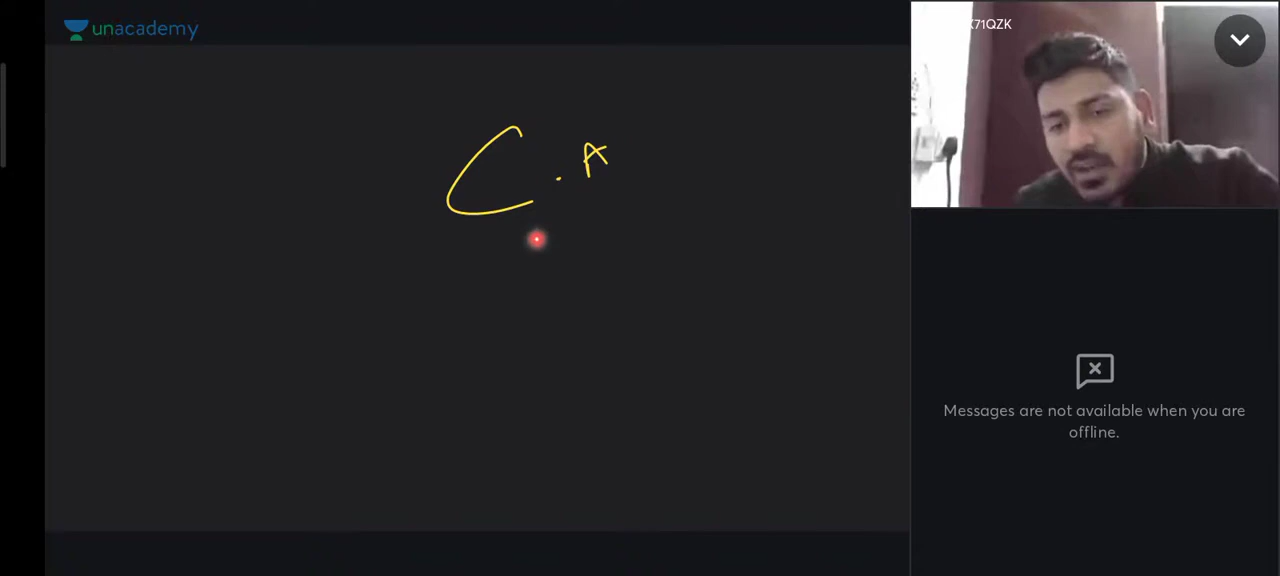 unacademy
K71QZK
C.A
Messages are not available when you are
offline.